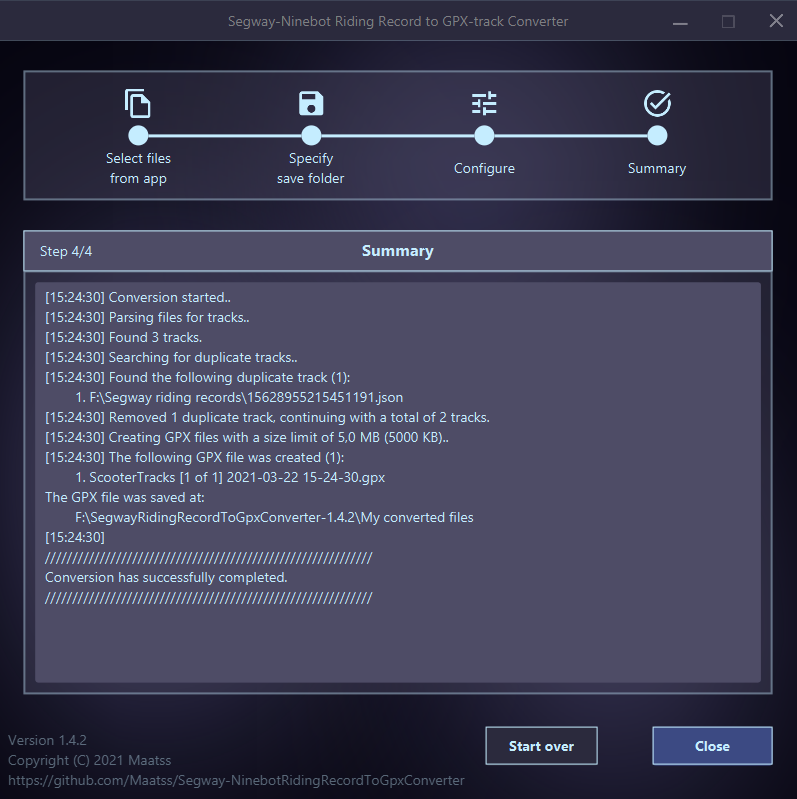 Segway-Ninebot Riding Record to GPX-track Converter
Select files
from app
Specify
save folder
Configure
Summary
Step 4/4
Summary
[15:24:30] Conversion started..
[15:24:30] Parsing files for tracks..
[15:24:30] Found 3 tracks.
[15:24:30] Searching for duplicate tracks..
[15:24:30] Found the following duplicate track (1):
1. F:\Segway riding records\15628955215451191.json
[15:24:30] Removed 1 duplicate track, continuing with a total of 2 tracks.
[15:24:30] Creating GPX files with a size limit of 5,0 MB (5000 KB)..
[15:24:30] The following GPX file was created (1):
1. ScooterTracks [1 of 1] 2021-03-22 15-24-30.gpx
The GPX file was saved at:
F:\SegwayRidingRecordToGpxConverter-1.4.2\My converted files
[15:24:30]
////////////////////////////////////////////////////////////
Conversion has successfully completed.
////////////////////////////////////////////////////////////
Start over
Close
Version 1.4.2
Copyright (C) 2021 Maatss
https://github.com/Maatss/Segway-NinebotRidingRecordToGpxConverter